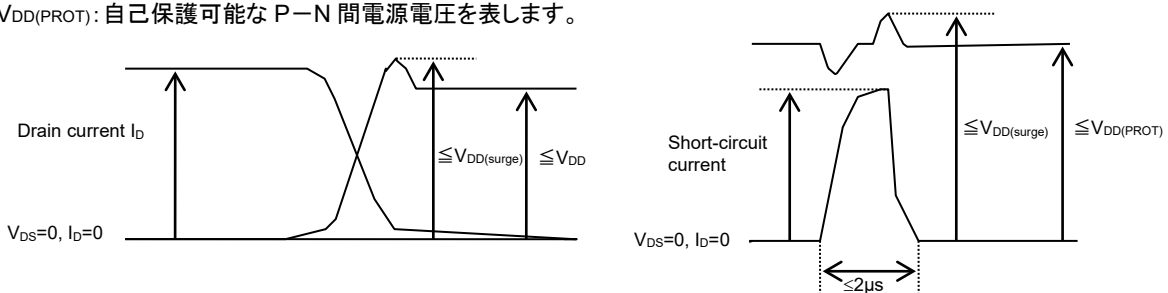 VDD(PROT): 自己保護可能な P－N 間電源電圧を表します。
Drain current ID
≦VDD(surge)
≦VDD
VDS=0, ID=0
Short-circuit
current
≦VDD(surge)
≦VDD(PROT)
VDS=0, ID=0
≤2μs